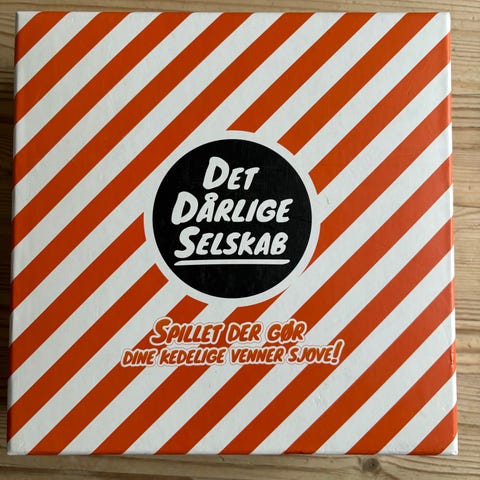 Det
Dårlige
Selskab
Spillet der gør
dine kedelige venner sjove!